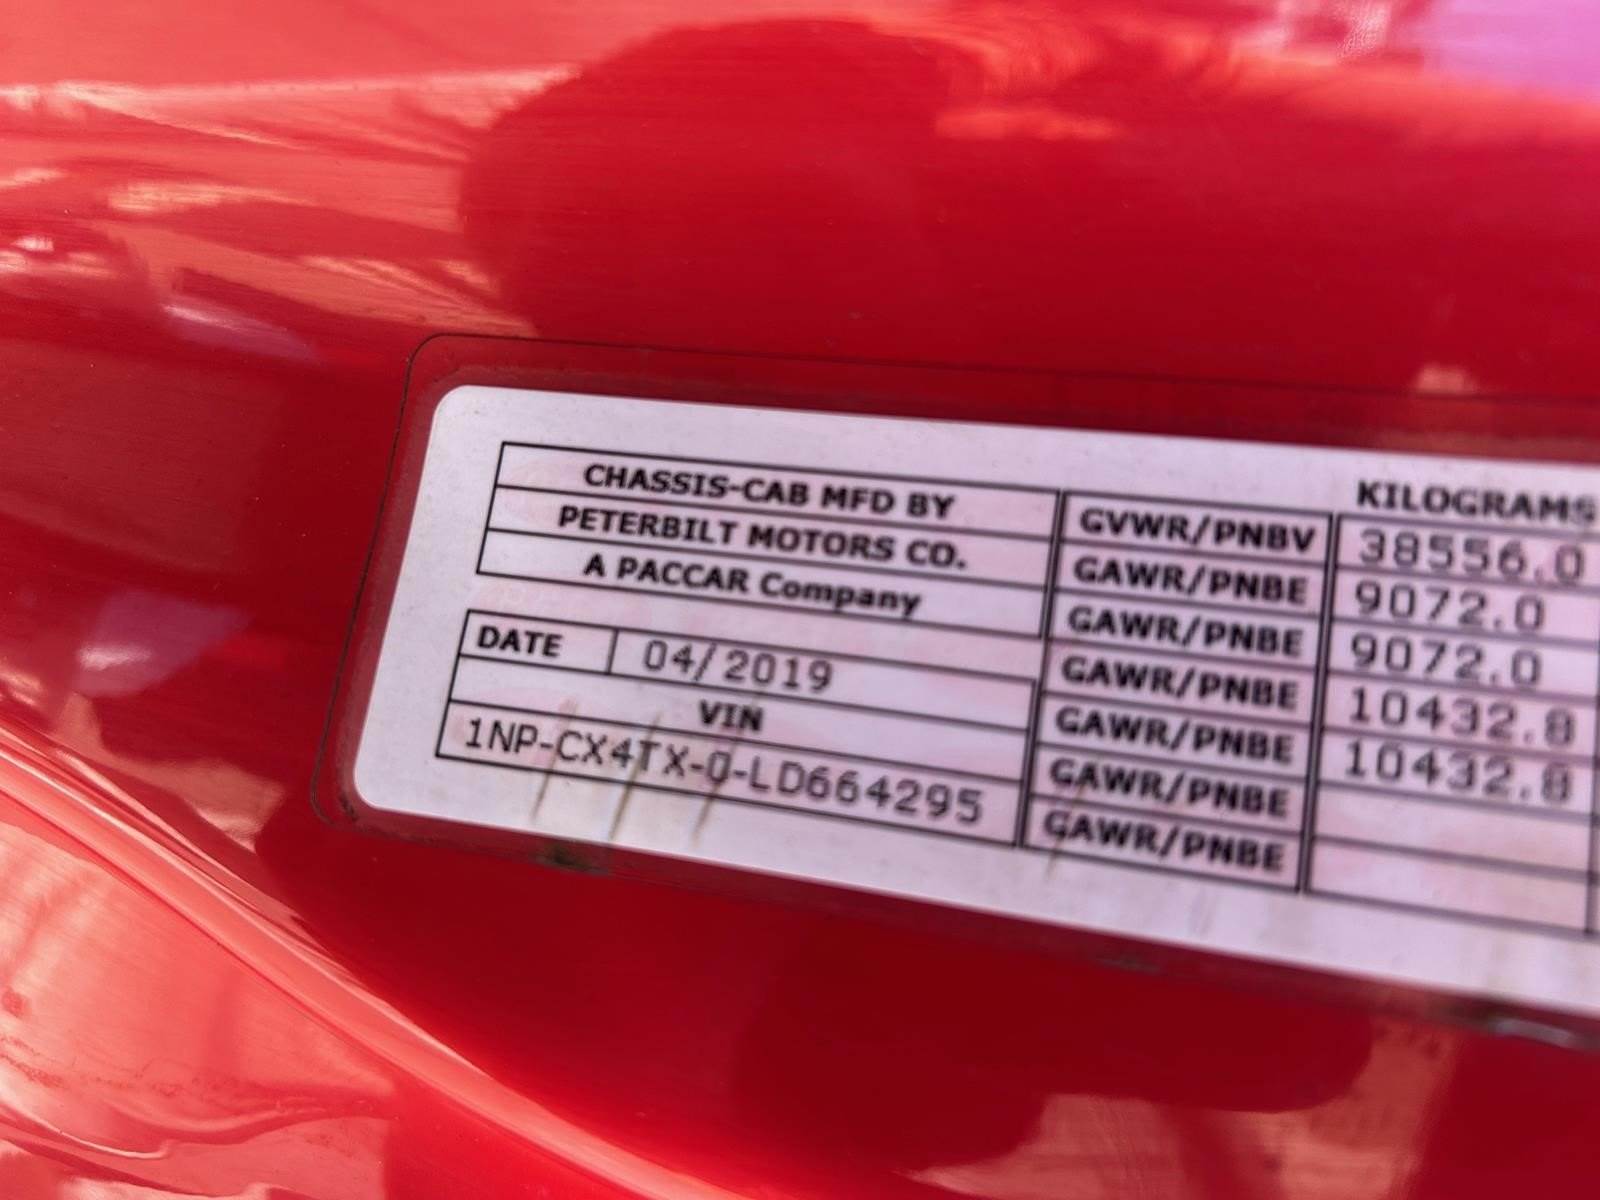 CHASSIS-CAB MFD BY
PETERBILT MOTORS CO.
A PACCAR Company
DATE 04/2019
VIN
1NP-CX4TX-0-LD664295
KILOGRAMS
GVWR/PNBV 38556.0
GAWR/PNBE 9072.0
GAWR/PNBE 9072.0
GAWR/PNBE 10432.8
GAWR/PNBE 10432.8
GAWR/PNBE
GAWR/PNBE